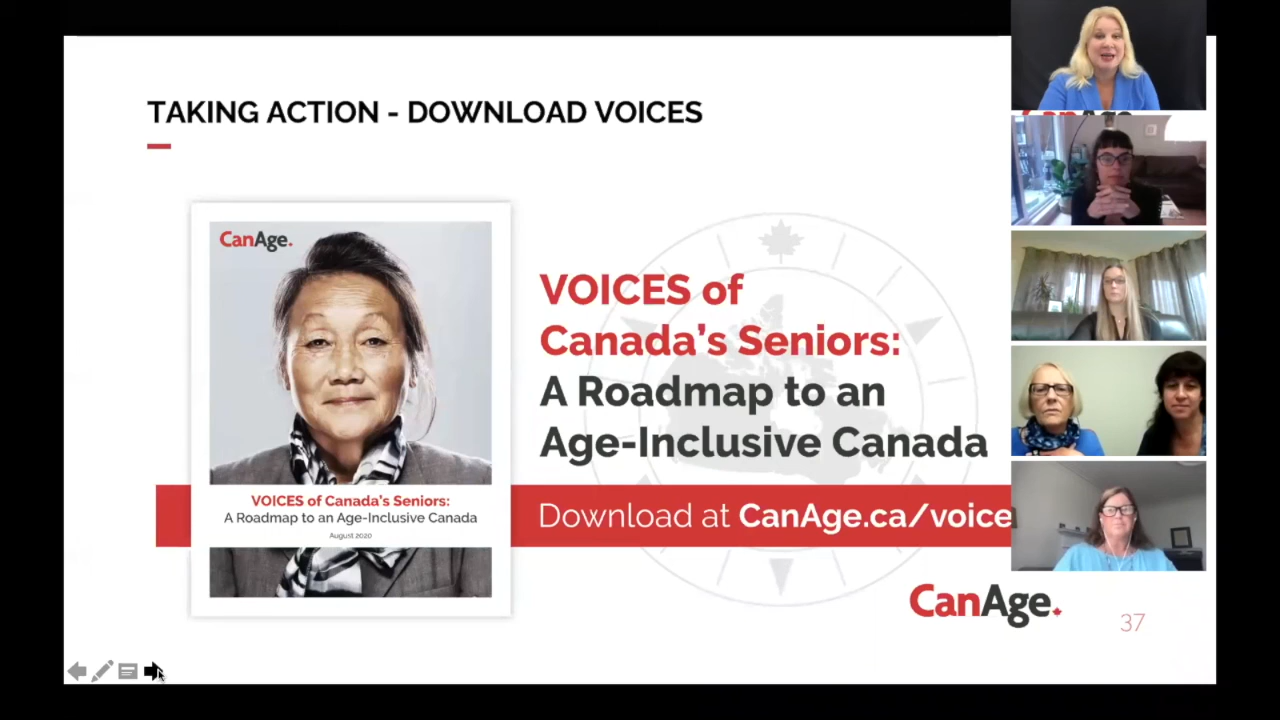 TAKING ACTION - DOWNLOAD VOICES
CanAge.
VOICES of Canada's Seniors:
A Roadmap to an Age-Inclusive Canada
August 2020
VOICES of
Canada's Seniors:
A Roadmap to an
Age-Inclusive Canada
Download at CanAge.ca/voice
CanAge.
37
CanAge